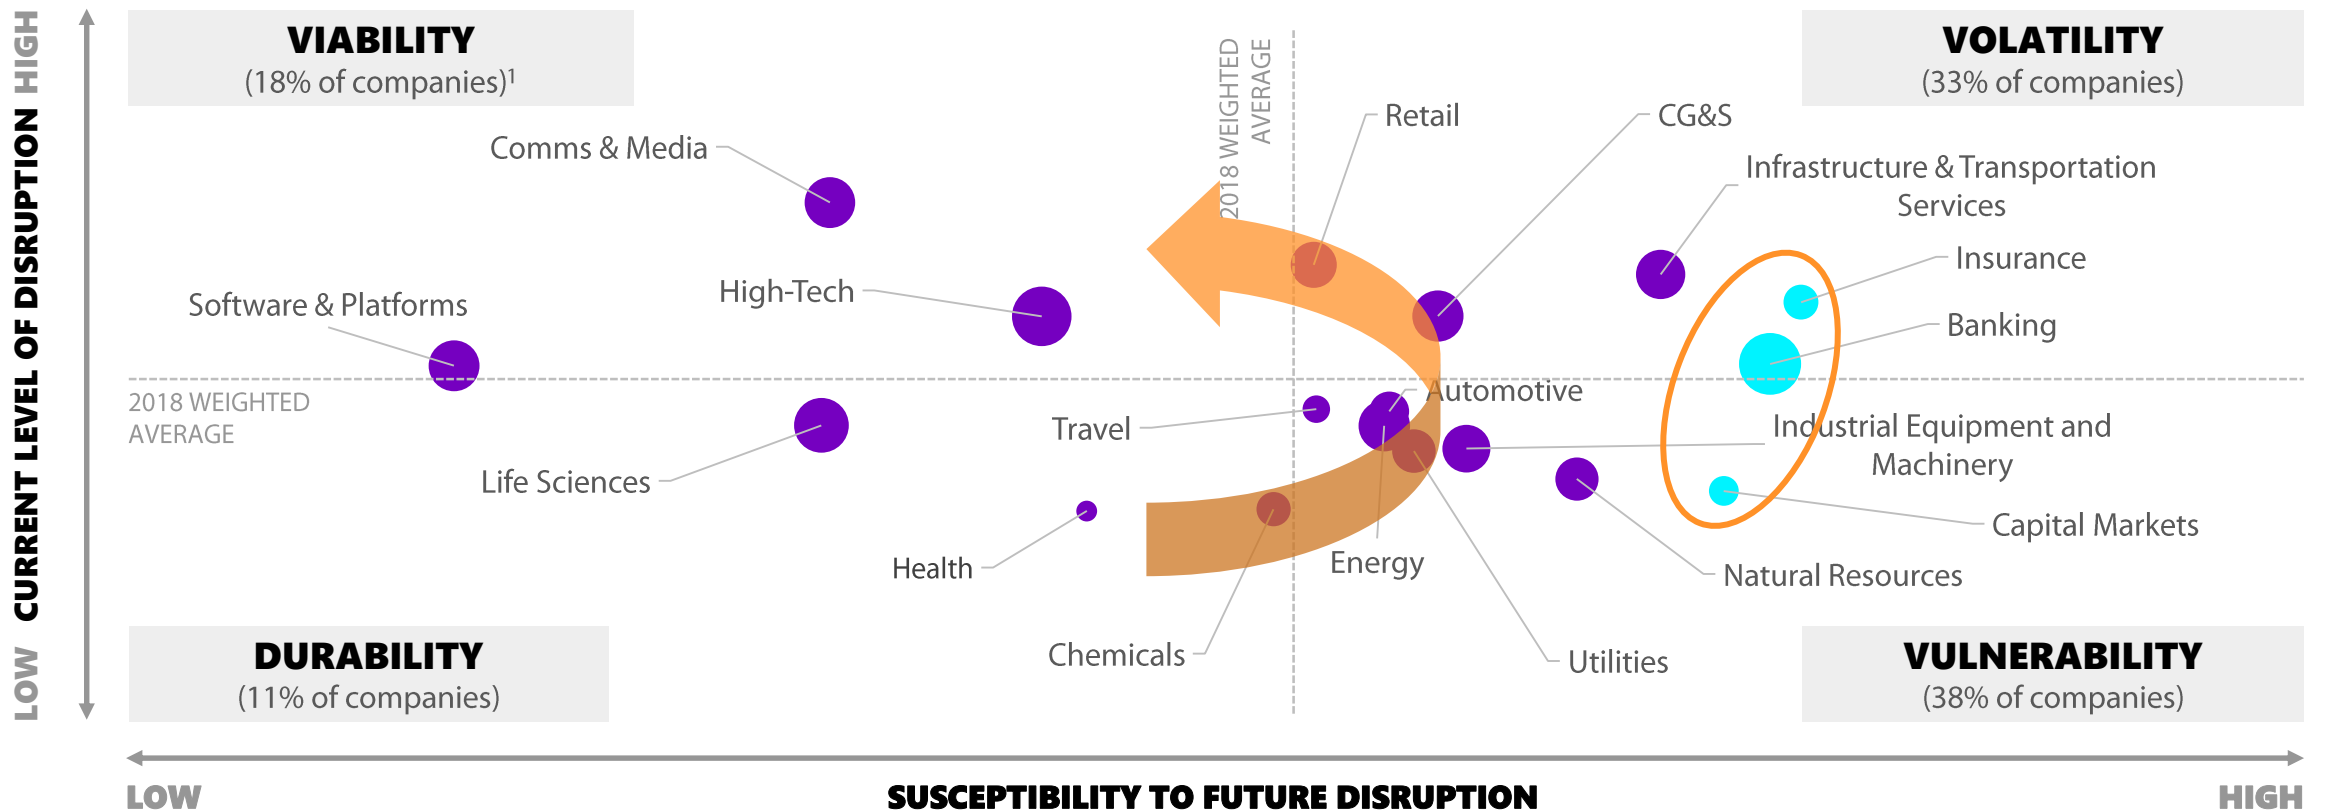 HIGH
CURRENT LEVEL OF DISRUPTION
LOW
VIABILITY
(18% of companies)¹
2018 WEIGHTED
AVERAGE
VOLATILITY
(33% of companies)
Retail
CG&S
Comms & Media
Infrastructure & Transportation
Services
Insurance
High-Tech
Software & Platforms
Banking
2018 WEIGHTED
AVERAGE
Automotive
Travel
Industrial Equipment and
Machinery
Life Sciences
Capital Markets
Health
Energy
Natural Resources
Chemicals
Utilities
DURABILITY
(11% of companies)
VULNERABILITY
(38% of companies)
LOW
SUSCEPTIBILITY TO FUTURE DISRUPTION
HIGH